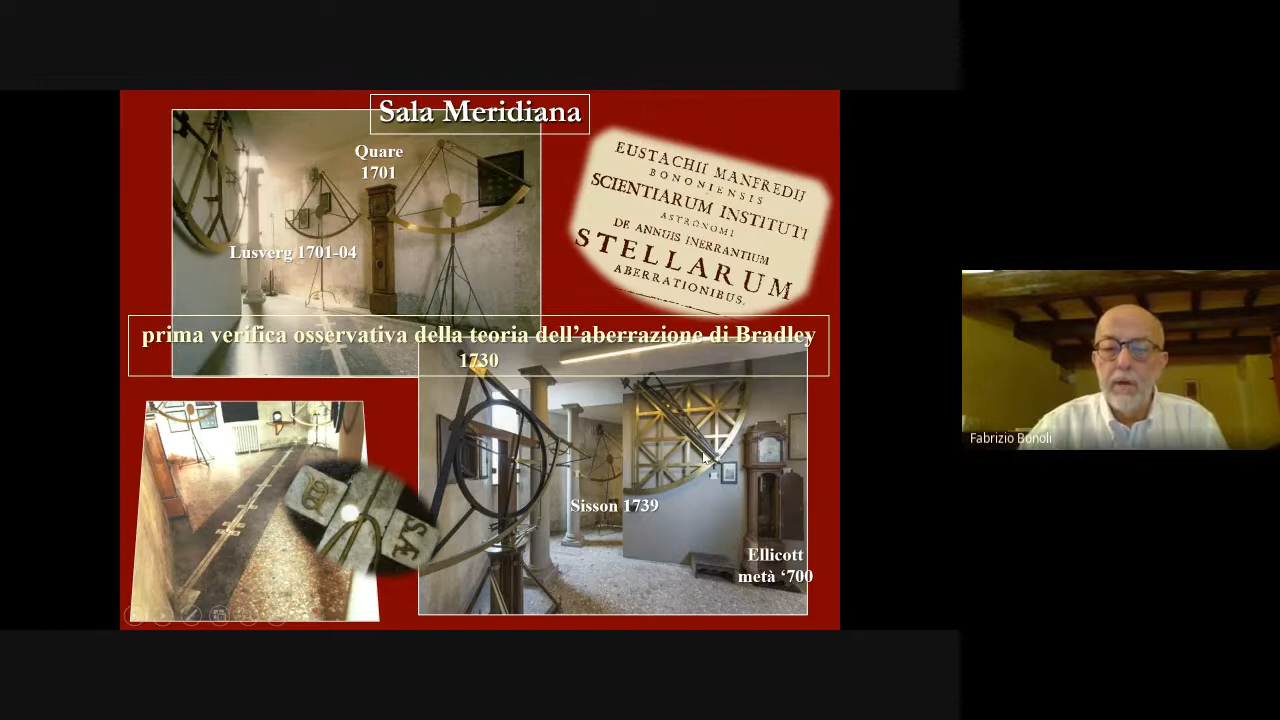 Sala Meridiana
Quare
1701
Lusverg 1701-04
EUSTACHII MANFREDIJ
BONONIENSIS
SCIENTIARUM INSTITUTI
ASTRONOMI
DE ANNUIS INERRANTIUM
STELLARUM
ABERRATIONIBUS.
prima verifica osservativa della teoria dell’aberrazione di Bradley
1730
Sisson 1739
Ellicott
metà ‘700
Fabrizio Bonoli